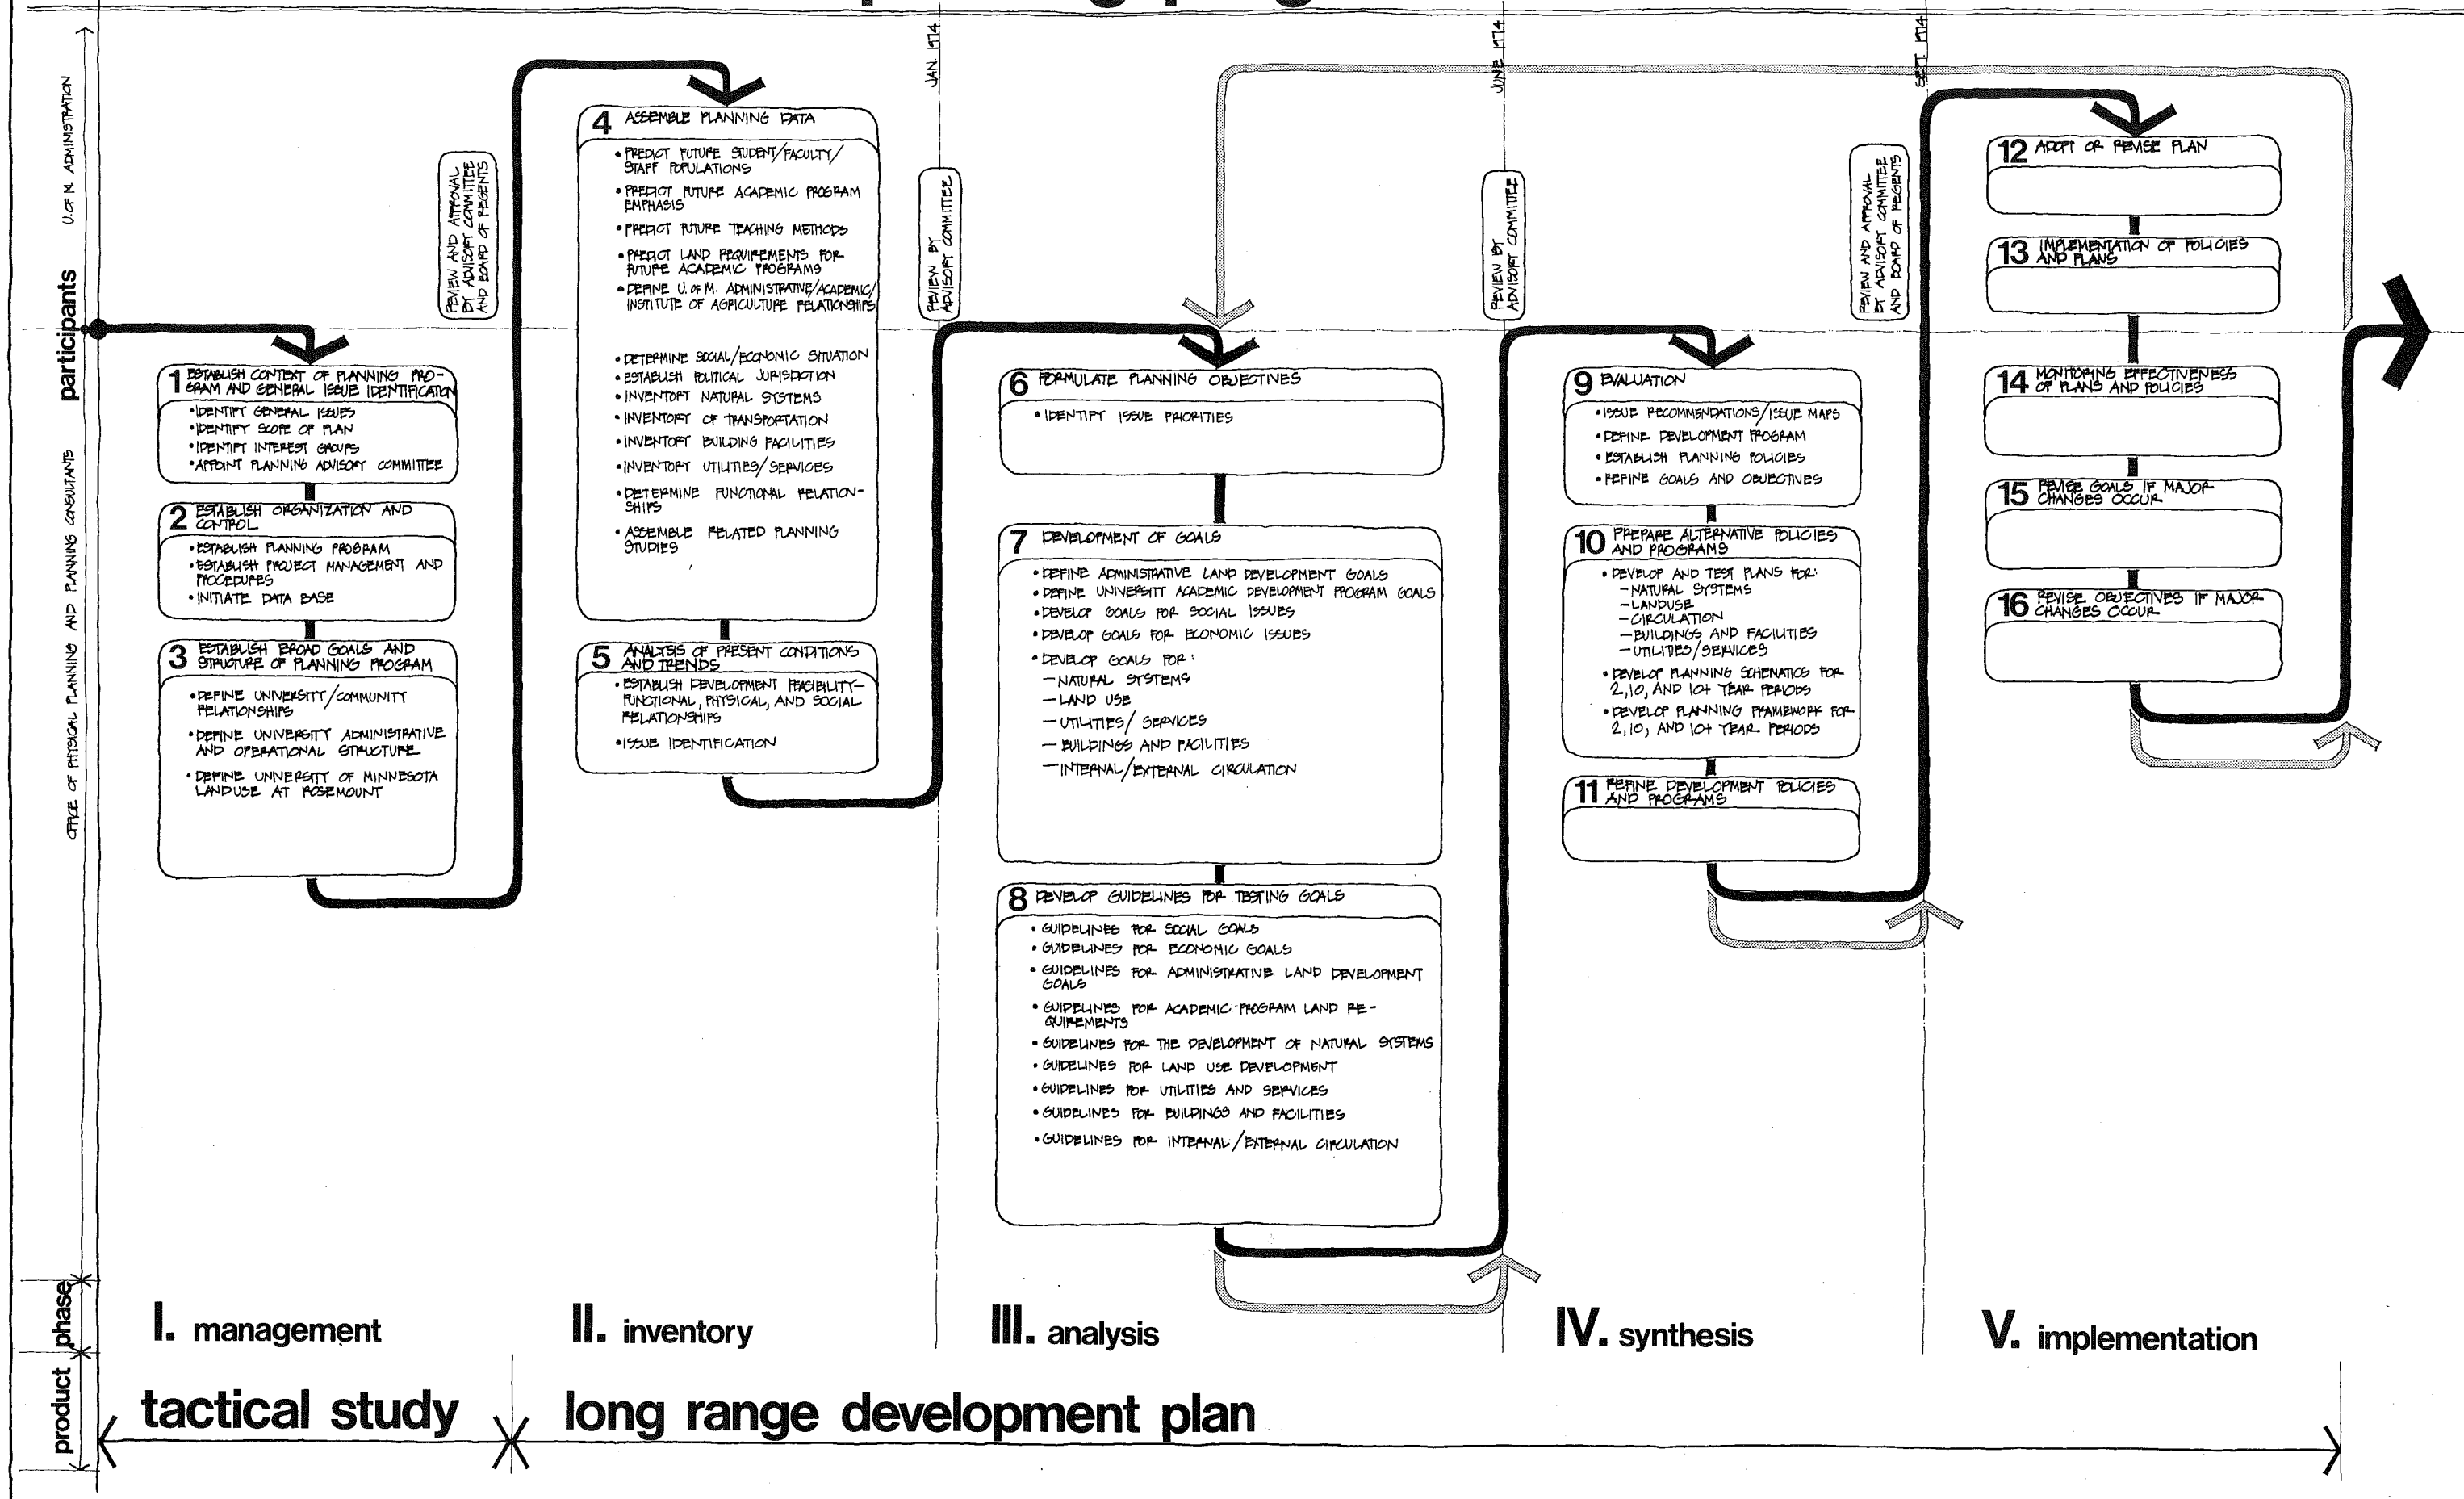 JAN. 1974
JUNE 1974
SEPT. 1974
U. OF M. ADMINISTRATION
participants
OFFICE OF PHYSICAL PLANNING AND PLANNING CONSULTANTS
1 ESTABLISH CONTEXT OF PLANNING PRO-
GRAM AND GENERAL ISSUE IDENTIFICATION
•IDENTIFY GENERAL ISSUES
•IDENTIFY SCOPE OF PLAN
•IDENTIFY INTEREST GROUPS
•APPOINT PLANNING ADVISORY COMMITTEE
2 ESTABLISH ORGANIZATION AND
CONTROL
•ESTABLISH PLANNING PROGRAM
•ESTABLISH PROJECT MANAGEMENT AND
PROCEDURES
•INITIATE DATA BASE
3 ESTABLISH BROAD GOALS AND
STRUCTURE OF PLANNING PROGRAM
•DEFINE UNIVERSITY/COMMUNITY
RELATIONSHIPS
•DEFINE UNIVERSITY ADMINISTRATIVE
AND OPERATIONAL STRUCTURE
•DEFINE UNIVERSITY OF MINNESOTA
LANDUSE AT ROSEMOUNT
REVIEW AND APPROVAL
BY ADVISORY COMMITTEE
AND BOARD OF REGENTS
4 ASSEMBLE PLANNING DATA
•PREDICT FUTURE STUDENT/FACULTY/
STAFF POPULATIONS
•PREDICT FUTURE ACADEMIC PROGRAM
EMPHASIS
•PREDICT FUTURE TEACHING METHODS
•PREDICT LAND REQUIREMENTS FOR
FUTURE ACADEMIC PROGRAMS
•DEFINE U. OF M. ADMINISTRATIVE/ACADEMIC/
INSTITUTE OF AGRICULTURE RELATIONSHIPS
•DETERMINE SOCIAL/ECONOMIC SITUATION
•ESTABLISH POLITICAL JURISDICTION
•INVENTORY NATURAL SYSTEMS
•INVENTORY OF TRANSPORTATION
•INVENTORY BUILDING FACILITIES
•INVENTORY UTILITIES/SERVICES
•DETERMINE FUNCTIONAL RELATION-
SHIPS
•ASSEMBLE RELATED PLANNING
STUDIES
5 ANALYSIS OF PRESENT CONDITIONS
AND TRENDS
•ESTABLISH DEVELOPMENT FEASIBILITY—
FUNCTIONAL, PHYSICAL, AND SOCIAL
RELATIONSHIPS
•ISSUE IDENTIFICATION
REVIEW BY
ADVISORY COMMITTEE
6 FORMULATE PLANNING OBJECTIVES
•IDENTIFY ISSUE PRIORITIES
7 DEVELOPMENT OF GOALS
•DEFINE ADMINISTRATIVE LAND DEVELOPMENT GOALS
•DEFINE UNIVERSITY ACADEMIC DEVELOPMENT PROGRAM GOALS
•DEVELOP GOALS FOR SOCIAL ISSUES
•DEVELOP GOALS FOR ECONOMIC ISSUES
•DEVELOP GOALS FOR:
—NATURAL SYSTEMS
—LAND USE
—UTILITIES/SERVICES
—BUILDINGS AND FACILITIES
—INTERNAL/EXTERNAL CIRCULATION
8 DEVELOP GUIDELINES FOR TESTING GOALS
•GUIDELINES FOR SOCIAL GOALS
•GUIDELINES FOR ECONOMIC GOALS
•GUIDELINES FOR ADMINISTRATIVE LAND DEVELOPMENT
GOALS
•GUIDELINES FOR ACADEMIC PROGRAM LAND RE-
QUIREMENTS
•GUIDELINES FOR THE DEVELOPMENT OF NATURAL SYSTEMS
•GUIDELINES FOR LAND USE DEVELOPMENT
•GUIDELINES FOR UTILITIES AND SERVICES
•GUIDELINES FOR BUILDINGS AND FACILITIES
•GUIDELINES FOR INTERNAL/EXTERNAL CIRCULATION
REVIEW BY
ADVISORY COMMITTEE
9 EVALUATION
•ISSUE RECOMMENDATIONS/ISSUE MAPS
•DEFINE DEVELOPMENT PROGRAM
•ESTABLISH PLANNING POLICIES
•REFINE GOALS AND OBJECTIVES
10 PREPARE ALTERNATIVE POLICIES
AND PROGRAMS
•DEVELOP AND TEST PLANS FOR:
—NATURAL SYSTEMS
—LANDUSE
—CIRCULATION
—BUILDINGS AND FACILITIES
—UTILITIES/SERVICES
•DEVELOP PLANNING SCHEMATICS FOR
2,10, AND 10+ YEAR PERIODS
•DEVELOP PLANNING FRAMEWORK FOR
2,10, AND 10+ YEAR PERIODS
11 REFINE DEVELOPMENT POLICIES
AND PROGRAMS
REVIEW AND APPROVAL
BY ADVISORY COMMITTEE
AND BOARD OF REGENTS
12 ADOPT OR REVISE PLAN
13 IMPLEMENTATION OF POLICIES
AND PLANS
14 MONITORING EFFECTIVENESS
OF PLANS AND POLICIES
15 REVISE GOALS IF MAJOR
CHANGES OCCUR
16 REVISE OBJECTIVES IF MAJOR
CHANGES OCCUR
phase
I. management
II. inventory
III. analysis
IV. synthesis
V. implementation
product
tactical study
long range development plan